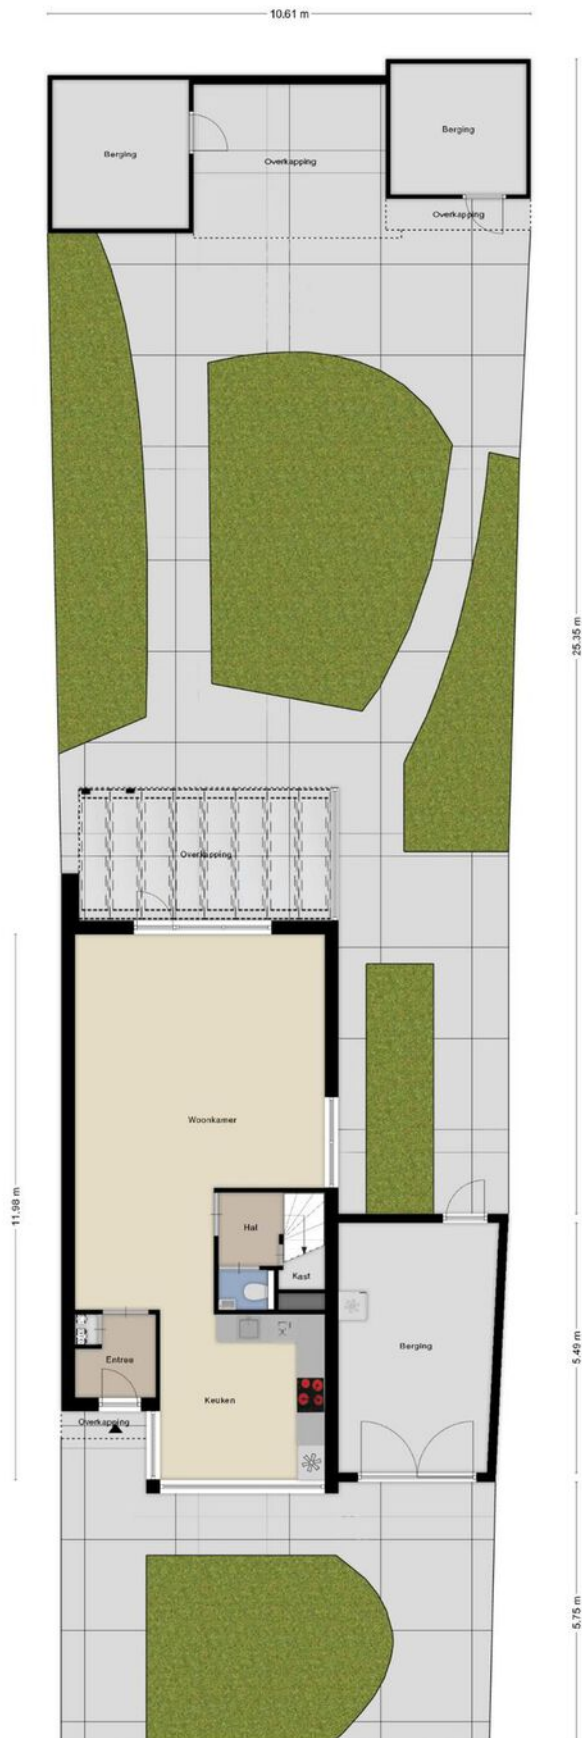 10.61 m
Berging
Overkapping
Berging
Overkapping
25.35 m
Overkapping
Woonkamer
11.98 m
Hal
Kast
Entree
Keuken
Berging
5.49 m
Overkapping
5.75 m